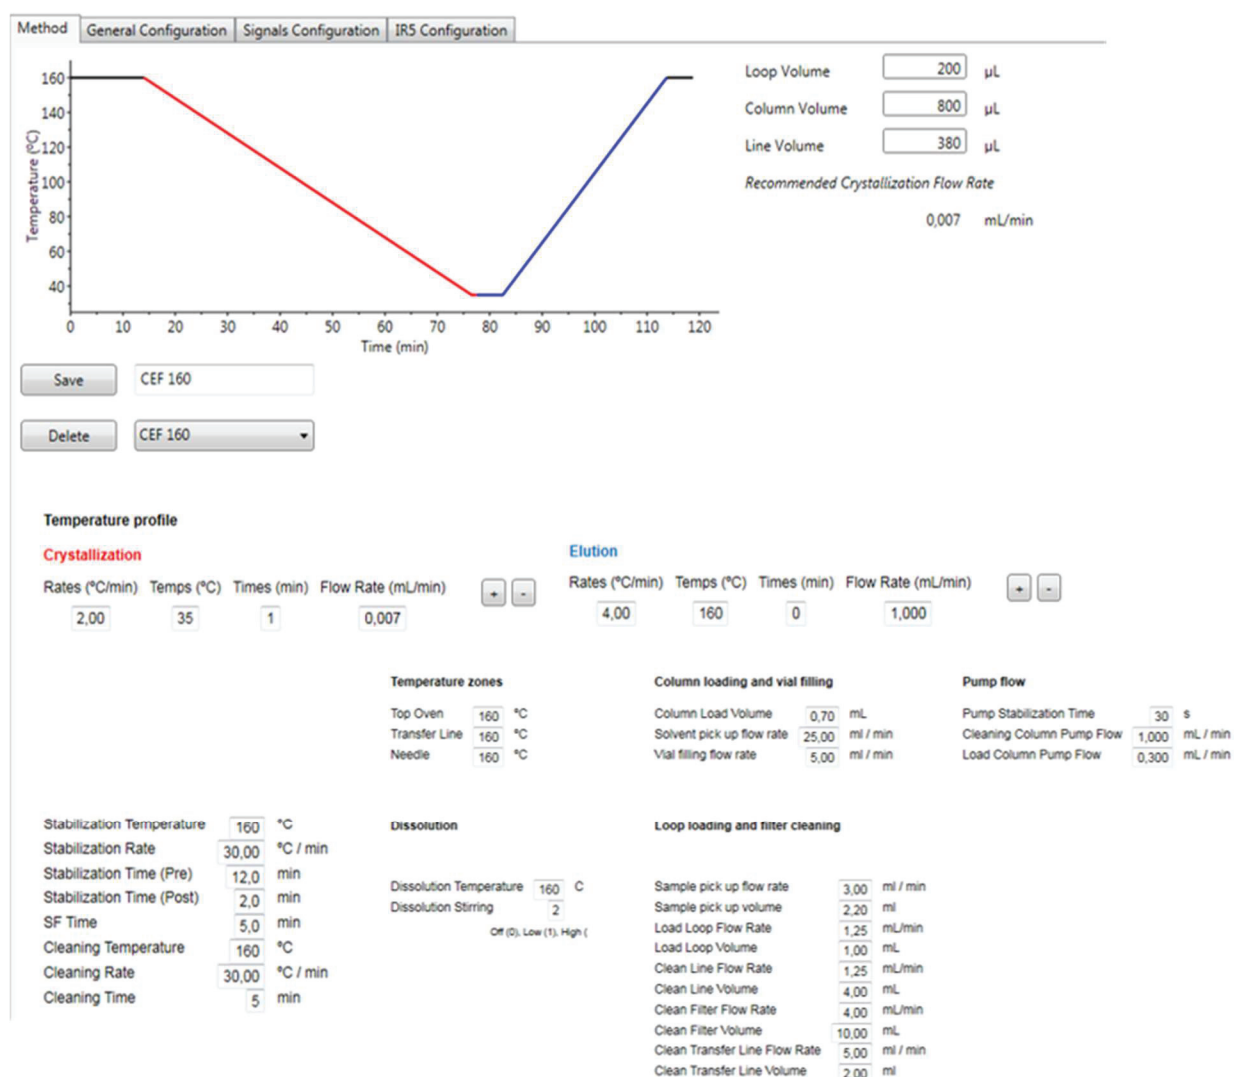 Method General Configuration Signals Configuration IR5 Configuration
160
140
120
100
80
60
40
Temperature (ºC)
0 10 20 30 40 50 60 70 80 90 100 110 120
Time (min)
Loop Volume 200 µL
Column Volume 800 µL
Line Volume 380 µL
Recommended Crystallization Flow Rate
0,007 mL/min
Save CEF 160
Delete CEF 160
Temperature profile
Crystallization
Rates (ºC/min) Temps (ºC) Times (min) Flow Rate (mL/min) + -
2,00 35 1 0,007
Elution
Rates (ºC/min) Temps (ºC) Times (min) Flow Rate (mL/min) + -
4,00 160 0 1,000
Temperature zones
Top Oven 160 ºC
Transfer Line 160 ºC
Needle 160 ºC
Column loading and vial filling
Column Load Volume 0,70 mL
Solvent pick up flow rate 25,00 ml / min
Vial filling flow rate 5,00 ml / min
Pump flow
Pump Stabilization Time 30 s
Cleaning Column Pump Flow 1,000 mL / min
Load Column Pump Flow 0,300 mL / min
Stabilization Temperature 160 ºC
Stabilization Rate 30,00 ºC / min
Stabilization Time (Pre) 12,0 min
Stabilization Time (Post) 2,0 min
SF Time 5,0 min
Cleaning Temperature 160 ºC
Cleaning Rate 30,00 ºC / min
Cleaning Time 5 min
Dissolution
Dissolution Temperature 160 C
Dissolution Stirring 2
Off (0), Low (1), High (
Loop loading and filter cleaning
Sample pick up flow rate 3,00 ml / min
Sample pick up volume 2,20 ml
Load Loop Flow Rate 1,25 mL/min
Load Loop Volume 1,00 mL
Clean Line Flow Rate 1,25 mL/min
Clean Line Volume 4,00 mL
Clean Filter Flow Rate 4,00 mL/min
Clean Filter Volume 10,00 mL
Clean Transfer Line Flow Rate 5,00 ml / min
Clean Transfer Line Volume 2,00 ml